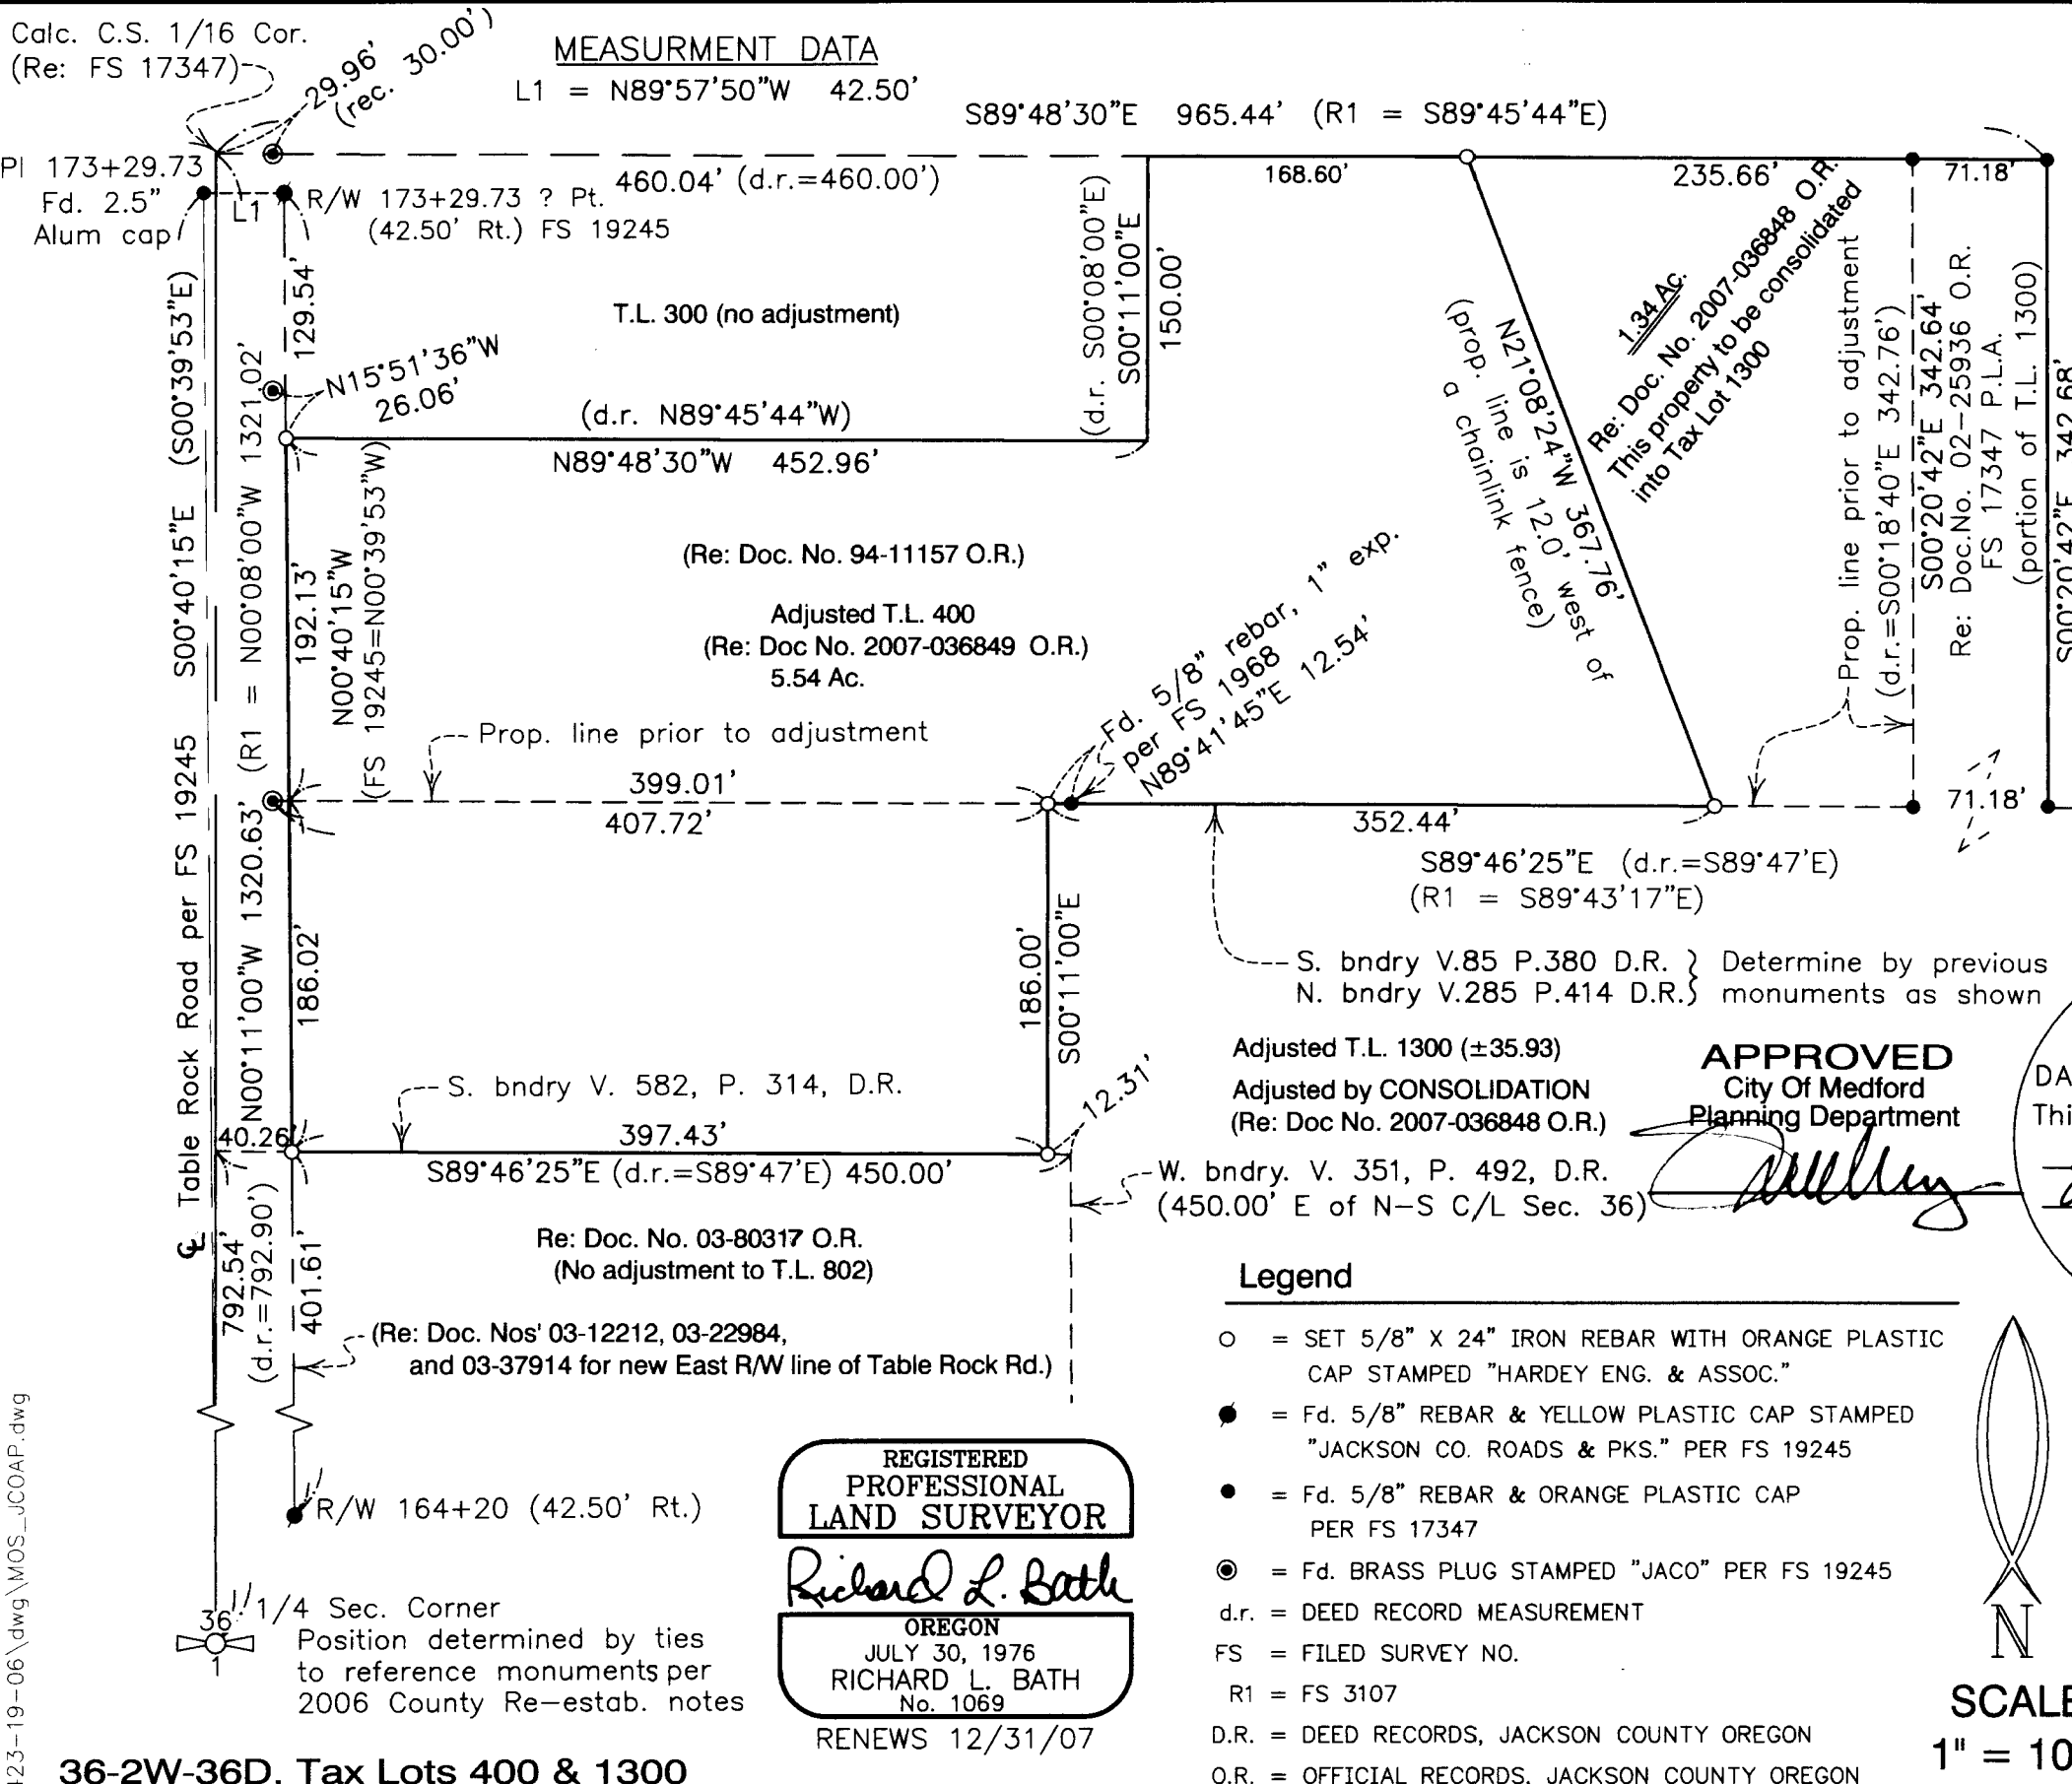 Calc. C.S. 1/16 Cor.
(Re: FS 17347)
29.96'
(rec. 30.00')
MEASURMENT DATA
L1 = N89°57'50"W 42.50'
S89°48'30"E 965.44' (R1 = S89°45'44"E)
PI 173+29.73
Fd. 2.5"
Alum cap
L1
R/W 173+29.73 ? Pt.
(42.50' Rt.) FS 19245
460.04' (d.r.=460.00')
168.60'
235.66'
71.18'
129.54'
T.L. 300 (no adjustment)
(d.r. S00°08'00"E)
S00°11'00"E
150.00'
N15°51'36"W
26.06'
(d.r. N89°45'44"W)
N89°48'30"W 452.96'
1.34 Ac.
Re: Doc. No. 2007-036848 O.R.
This property to be consolidated
into Tax Lot 1300
N21°08'24"W 367.76'
(prop. line is 12.0' west of
a chainlink fence)
Prop. line prior to adjustment
(d.r.=S00°18'40"E 342.76')
S00°20'42"E 342.64'
Re: Doc.No. 02-25936 O.R.
FS 17347 P.L.A.
(portion of T.L. 1300)
S00°20'42"E 342.68'
℄ Table Rock Road per FS 19245 S0°40'15"E (S00°39'53"E)
N00°11'00"W 1320.63' (R1 = N00°08'00"W 1321.02')
192.13'
N00°40'15"W
(FS 19245=N00°39'53"W)
(Re: Doc. No. 94-11157 O.R.)
Adjusted T.L. 400
(Re: Doc No. 2007-036849 O.R.)
5.54 Ac.
Prop. line prior to adjustment
399.01'
407.72'
Fd. 5/8" rebar, 1" exp.
per FS 1968
N89°41'45"E 12.54'
352.44'
71.18'
S89°46'25"E (d.r.=S89°47'E)
(R1 = S89°43'17"E)
186.02'
186.00'
S00°11'00"E
S. bndry V.85 P.380 D.R. } Determine by previous
N. bndry V.285 P.414 D.R. } monuments as shown
S. bndry V. 582, P. 314, D.R.
12.31'
40.26'
397.43'
S89°46'25"E (d.r.=S89°47'E) 450.00'
Adjusted T.L. 1300 (±35.93)
Adjusted by CONSOLIDATION
(Re: Doc No. 2007-036848 O.R.)
APPROVED
City Of Medford
Planning Department
DA
Thi
W. bndry. V. 351, P. 492, D.R.
(450.00' E of N-S C/L Sec. 36)
792.54'
(d.r.=792.90')
401.61'
Re: Doc. No. 03-80317 O.R.
(No adjustment to T.L. 802)
(Re: Doc. Nos' 03-12212, 03-22984,
and 03-37914 for new East R/W line of Table Rock Rd.)
R/W 164+20 (42.50' Rt.)
36
1
1/4 Sec. Corner
Position determined by ties
to reference monuments per
2006 County Re-estab. notes
REGISTERED
PROFESSIONAL
LAND SURVEYOR
Richard L. Bath
OREGON
JULY 30, 1976
RICHARD L. BATH
No. 1069
RENEWS 12/31/07
Legend
○ = SET 5/8" X 24" IRON REBAR WITH ORANGE PLASTIC
CAP STAMPED "HARDEY ENG. & ASSOC."
= Fd. 5/8" REBAR & YELLOW PLASTIC CAP STAMPED
"JACKSON CO. ROADS & PKS." PER FS 19245
● = Fd. 5/8" REBAR & ORANGE PLASTIC CAP
PER FS 17347
◉ = Fd. BRASS PLUG STAMPED "JACO" PER FS 19245
d.r. = DEED RECORD MEASUREMENT
FS = FILED SURVEY NO.
R1 = FS 3107
D.R. = DEED RECORDS, JACKSON COUNTY OREGON
O.R. = OFFICIAL RECORDS, JACKSON COUNTY OREGON
N
SCALE
1" = 10
423-19-06\dwg\MOS_JCOAP.dwg
36-2W-36D, Tax Lots 400 & 1300